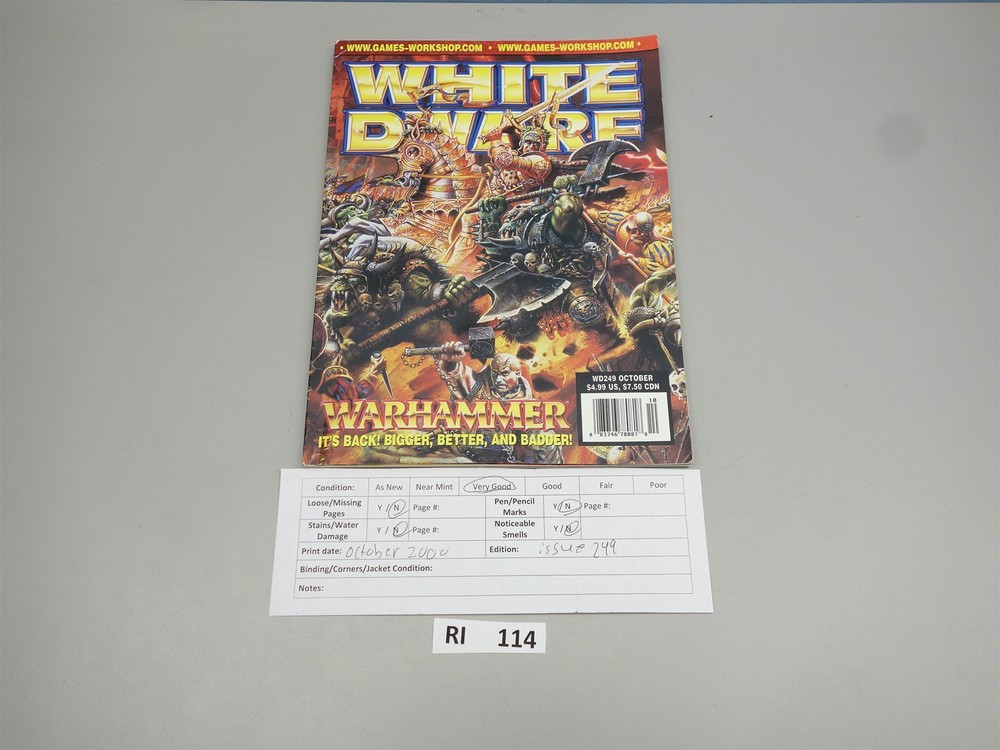 • WWW.GAMES-WORKSHOP.COM • WWW.GAMES-WORKSHOP.COM •
WHITE
DWARF
WD249 OCTOBER
$4.99 US, $7.50 CDN
WARHAMMER
IT'S BACK! BIGGER, BETTER, AND BADDER!
Condition: As New Near Mint Very Good Good Fair Poor
Loose/Missing Pages Y / N Page #: Pen/Pencil Marks Y / N Page #:
Stains/Water Damage Y / N Page #: Noticeable Smells Y / N
Print date: October 2000 Edition: issue 249
Binding/Corners/Jacket Condition:
Notes:
RI 114